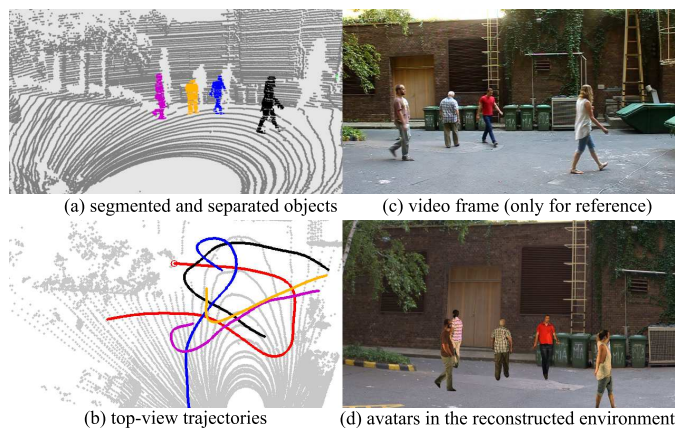 (a) segmented and separated objects
(c) video frame (only for reference)
(b) top-view trajectories
(d) avatars in the reconstructed environment